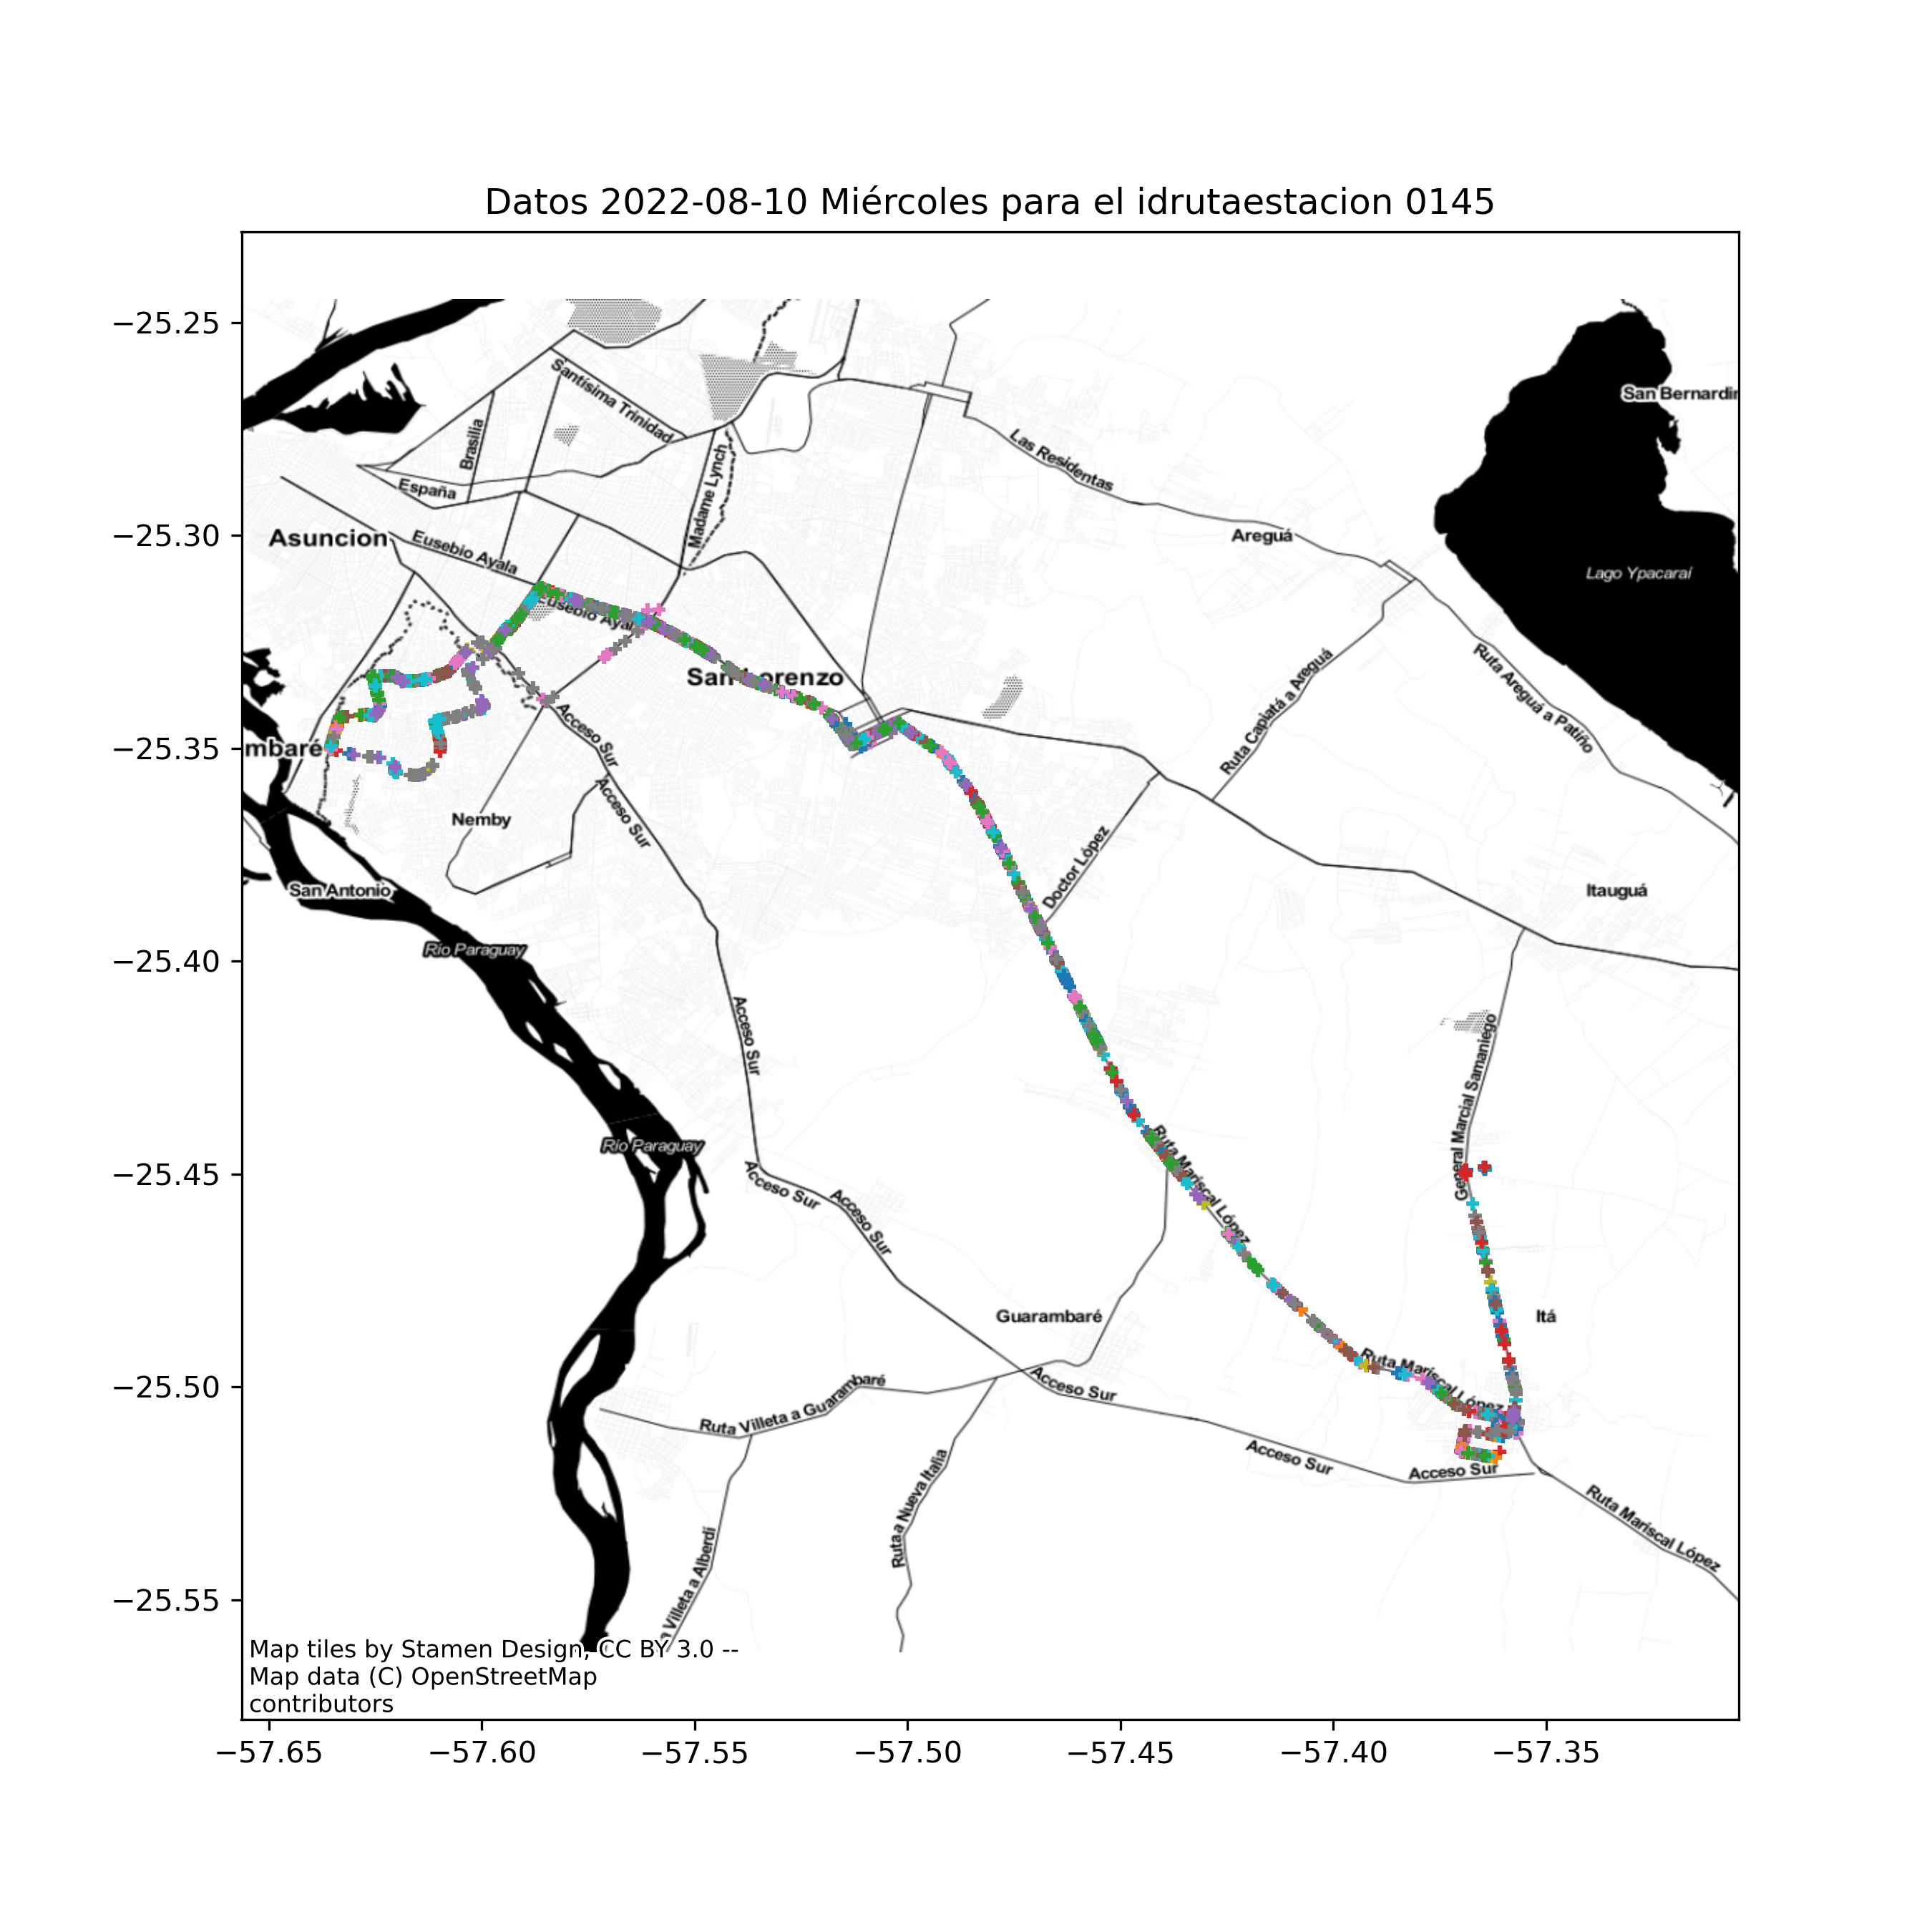 Datos 2022-08-10 Miércoles para el idrutaestacion 0145
−25.25
−25.30
−25.35
−25.40
−25.45
−25.50
−25.55
San Bernardin
Santísima Trinidad
Brasilia
España
Madame Lynch
Las Residentas
Asuncion
Eusebio Ayala
Areguá
Lago Ypacaraí
Eusebio Ayala
San Lorenzo
Ruta Capiatá a Areguá
Ruta Areguá a Patiño
mbaré
Acceso Sur
Acceso Sur
Nemby
Doctor López
San Antonio
Itauguá
Río Paraguay
Acceso Sur
General Marcial Samaniego
Río Paraguay
Ruta Mariscal López
Acceso Sur
Acceso Sur
Guarambaré
Itá
Ruta Mariscal López
Acceso Sur
Ruta Villeta a Guarambaré
Ruta a Nueva Italia
Acceso Sur
Acceso Sur
Ruta Mariscal López
a Villeta a Alberdi
Map tiles by Stamen Design, CC BY 3.0 --
Map data (C) OpenStreetMap
contributors
−57.65
−57.60
−57.55
−57.50
−57.45
−57.40
−57.35